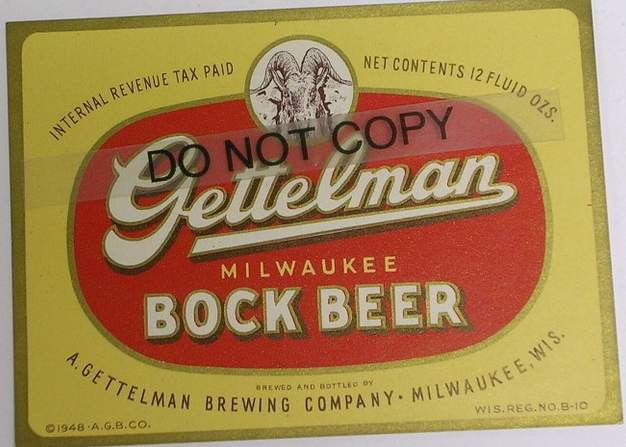 INTERNAL REVENUE TAX PAID
NET CONTENTS 12 FLUID OZS.
DO NOT COPY
Gettelman
MILWAUKEE
BOCK BEER
BREWED AND BOTTLED BY
A. GETTELMAN BREWING COMPANY · MILWAUKEE, WIS.
©1948 · A.G.B.CO.
WIS. REG. NO. B-10